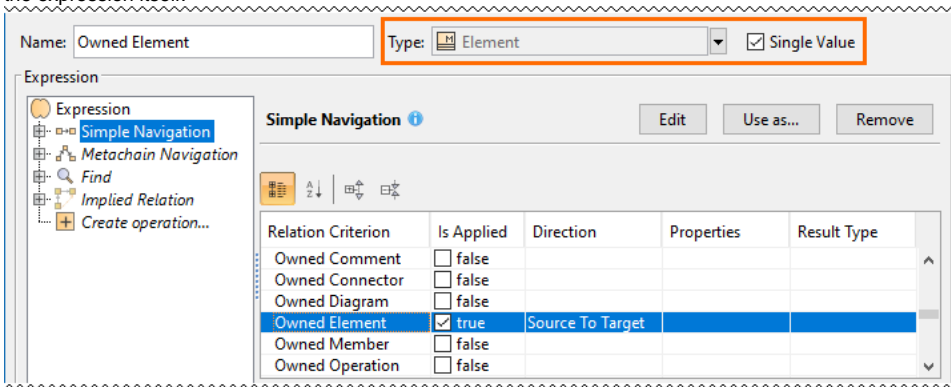 Name: Owned Element Type: Element Single Value
Expression
Expression
Simple Navigation
Metachain Navigation
Find
Implied Relation
Create operation...
Simple Navigation Edit Use as... Remove
Relation Criterion Is Applied Direction Properties Result Type
Owned Comment false
Owned Connector false
Owned Diagram false
Owned Element true Source To Target
Owned Member false
Owned Operation false